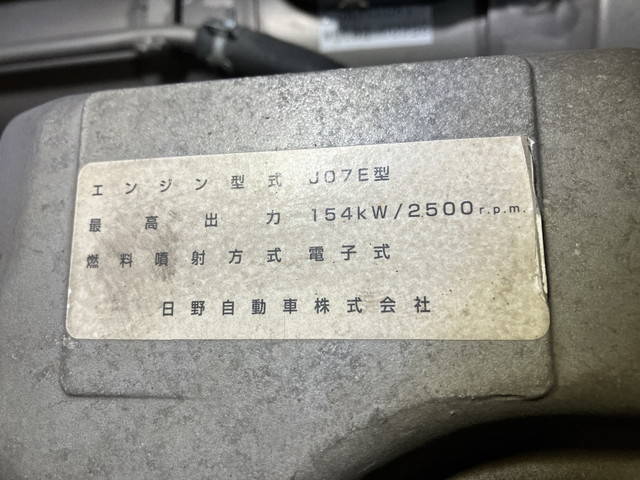 エンジン型式 J07E型
最高出力 154kW/2500r.p.m.
燃料噴射方式 電子式
日野自動車株式会社